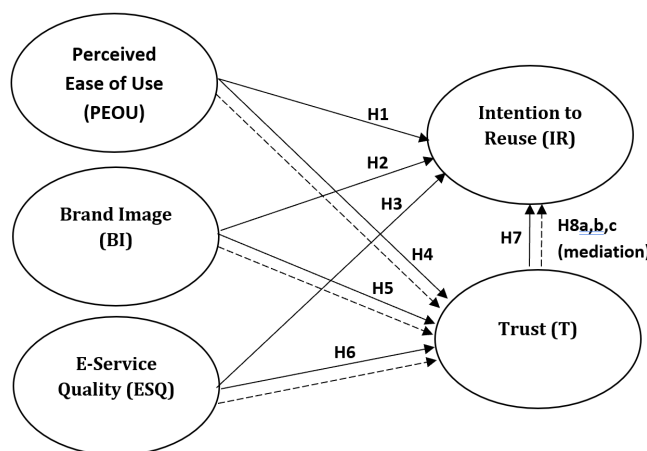 Perceived
Ease of Use
(PEOU)
H1
Intention to
Reuse (IR)
H2
H3
Brand Image
(BI)
H4
H5
H7
H8a,b,c
(mediation)
E-Service
Quality (ESQ)
H6
Trust (T)